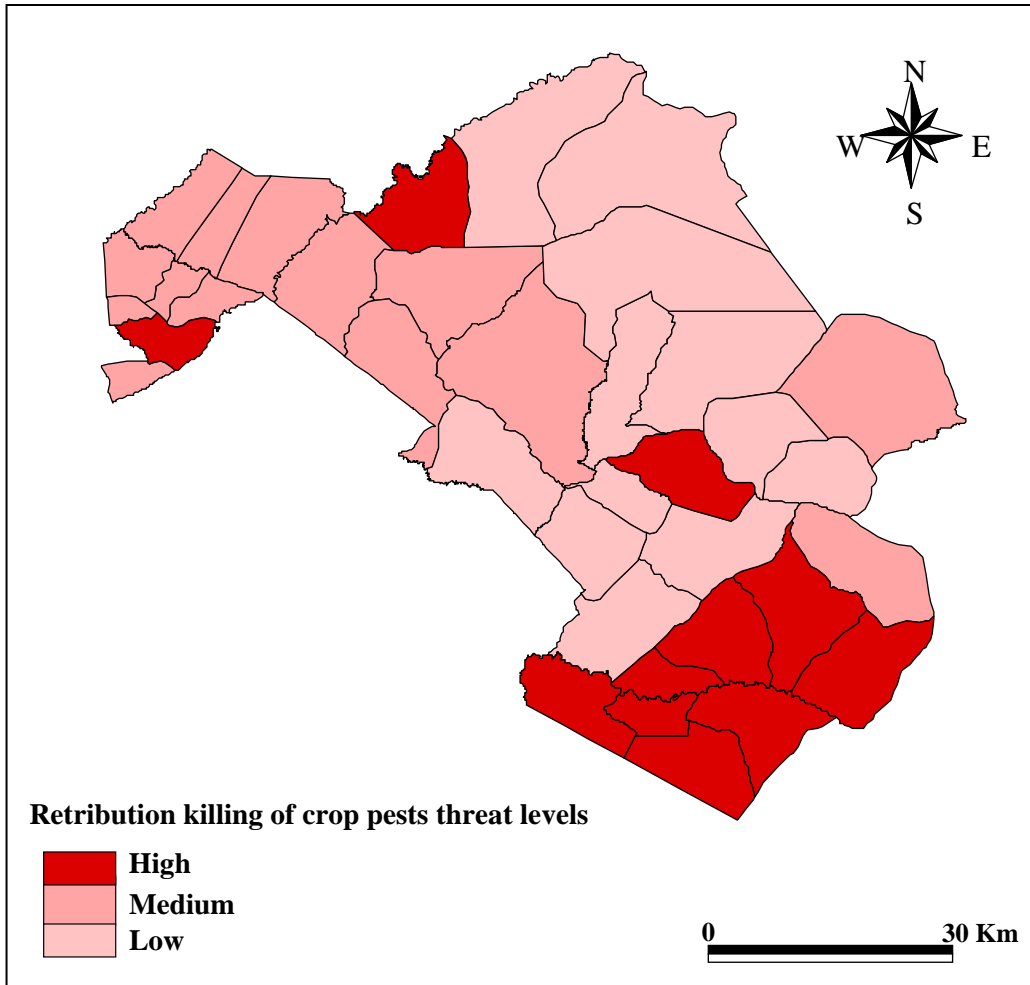 N
W E
S
Retribution killing of crop pests threat levels
High
Medium
Low
0 30 Km